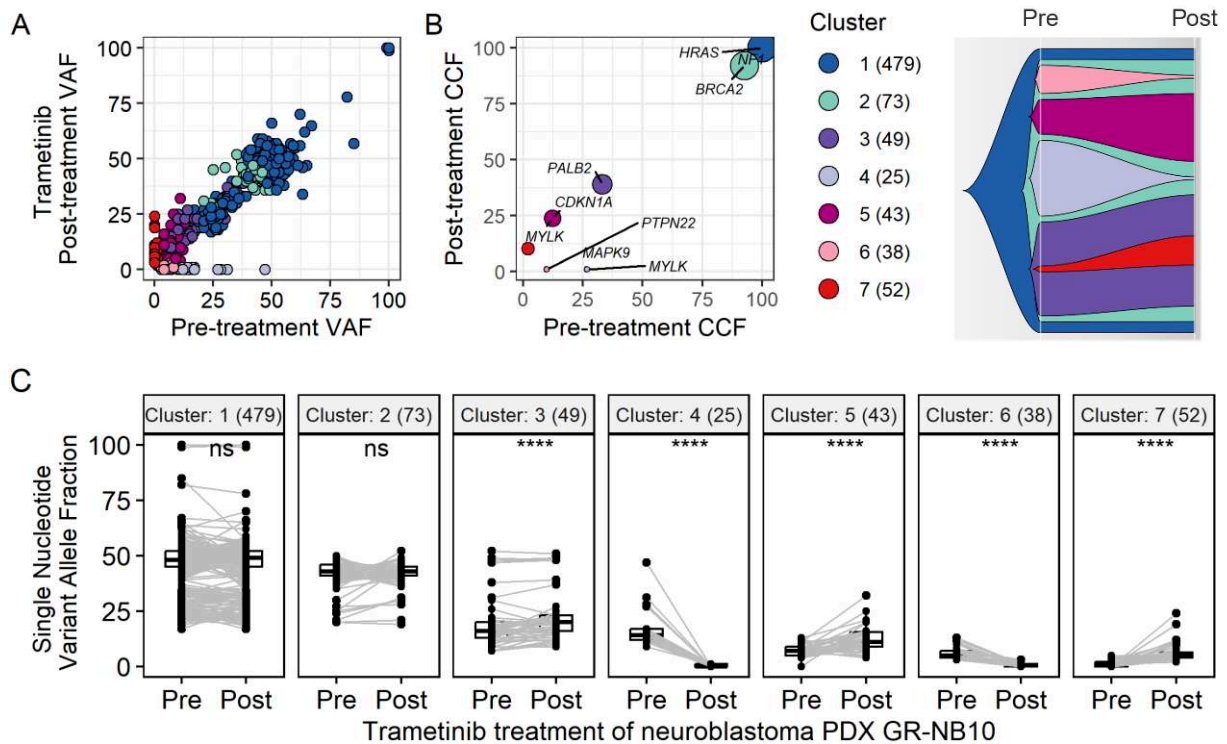 A
Trametinib
Post-treatment VAF
100
75
50
25
0
0 25 50 75 100
Pre-treatment VAF
B
Post-treatment CCF
100
75
50
25
0
HRAS
NF1
BRCA2
PALB2
CDKN1A
PTPN22
MYLK
MAPK9
MYLK
0 25 50 75 100
Pre-treatment CCF
Cluster
1 (479)
2 (73)
3 (49)
4 (25)
5 (43)
6 (38)
7 (52)
Pre Post
C
Single Nucleotide
Variant Allele Fraction
100
75
50
25
0
Cluster: 1 (479) Cluster: 2 (73) Cluster: 3 (49) Cluster: 4 (25) Cluster: 5 (43) Cluster: 6 (38) Cluster: 7 (52)
ns ns **** **** **** **** ****
Pre Post Pre Post Pre Post Pre Post Pre Post Pre Post Pre Post
Trametinib treatment of neuroblastoma PDX GR-NB10